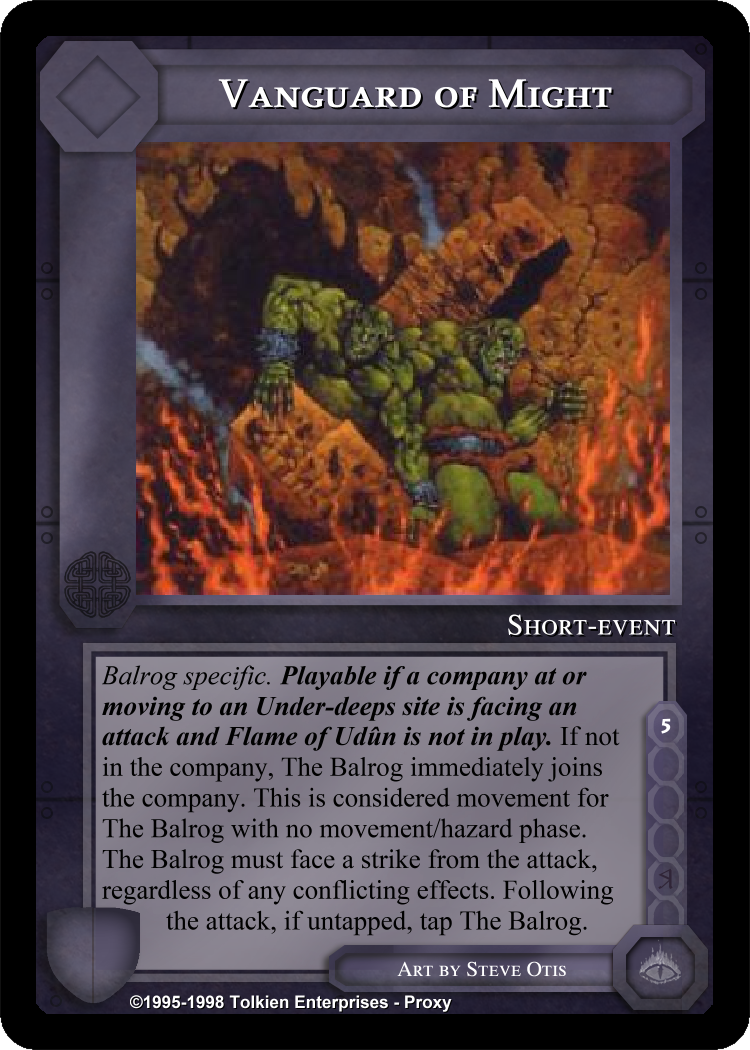 Vanguard of Might
Short-event
Balrog specific. Playable if a company at or
moving to an Under-deeps site is facing an
attack and Flame of Udûn is not in play. If not
in the company, The Balrog immediately joins
the company. This is considered movement for
The Balrog with no movement/hazard phase.
The Balrog must face a strike from the attack,
regardless of any conflicting effects. Following
the attack, if untapped, tap The Balrog.
5
Art by Steve Otis
©1995-1998 Tolkien Enterprises - Proxy